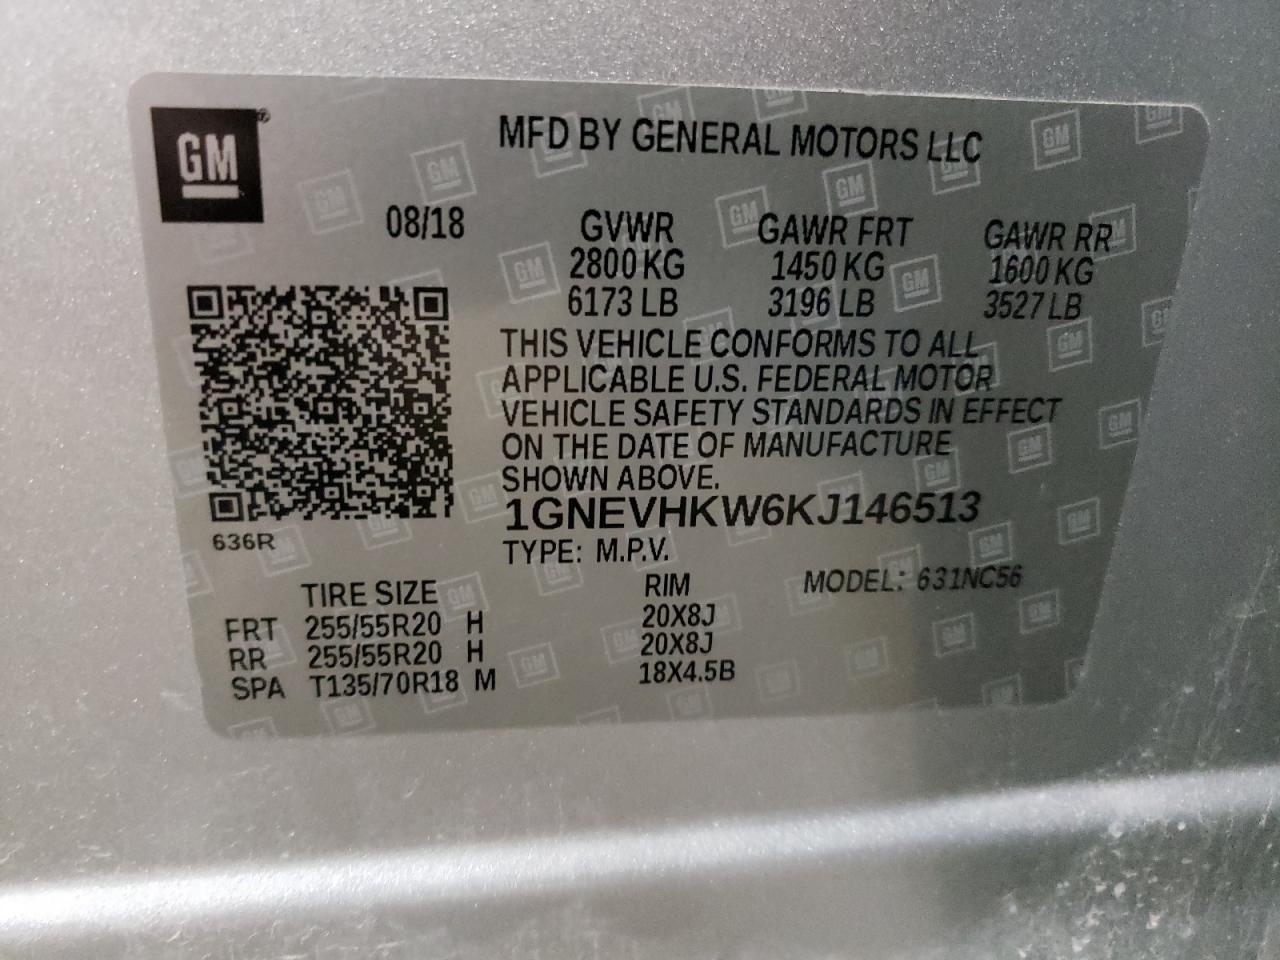 GM
MFD BY GENERAL MOTORS LLC
08/18 GVWR GAWR FRT GAWR RR
2800 KG 1450 KG 1600 KG
6173 LB 3196 LB 3527 LB
THIS VEHICLE CONFORMS TO ALL
APPLICABLE U.S. FEDERAL MOTOR
VEHICLE SAFETY STANDARDS IN EFFECT
ON THE DATE OF MANUFACTURE
SHOWN ABOVE.
1GNEVHKW6KJ146513
636R
TYPE: M.P.V.
TIRE SIZE RIM MODEL: 631NC56
FRT 255/55R20 H 20X8J
RR 255/55R20 H 20X8J
SPA T135/70R18 M 18X4.5B